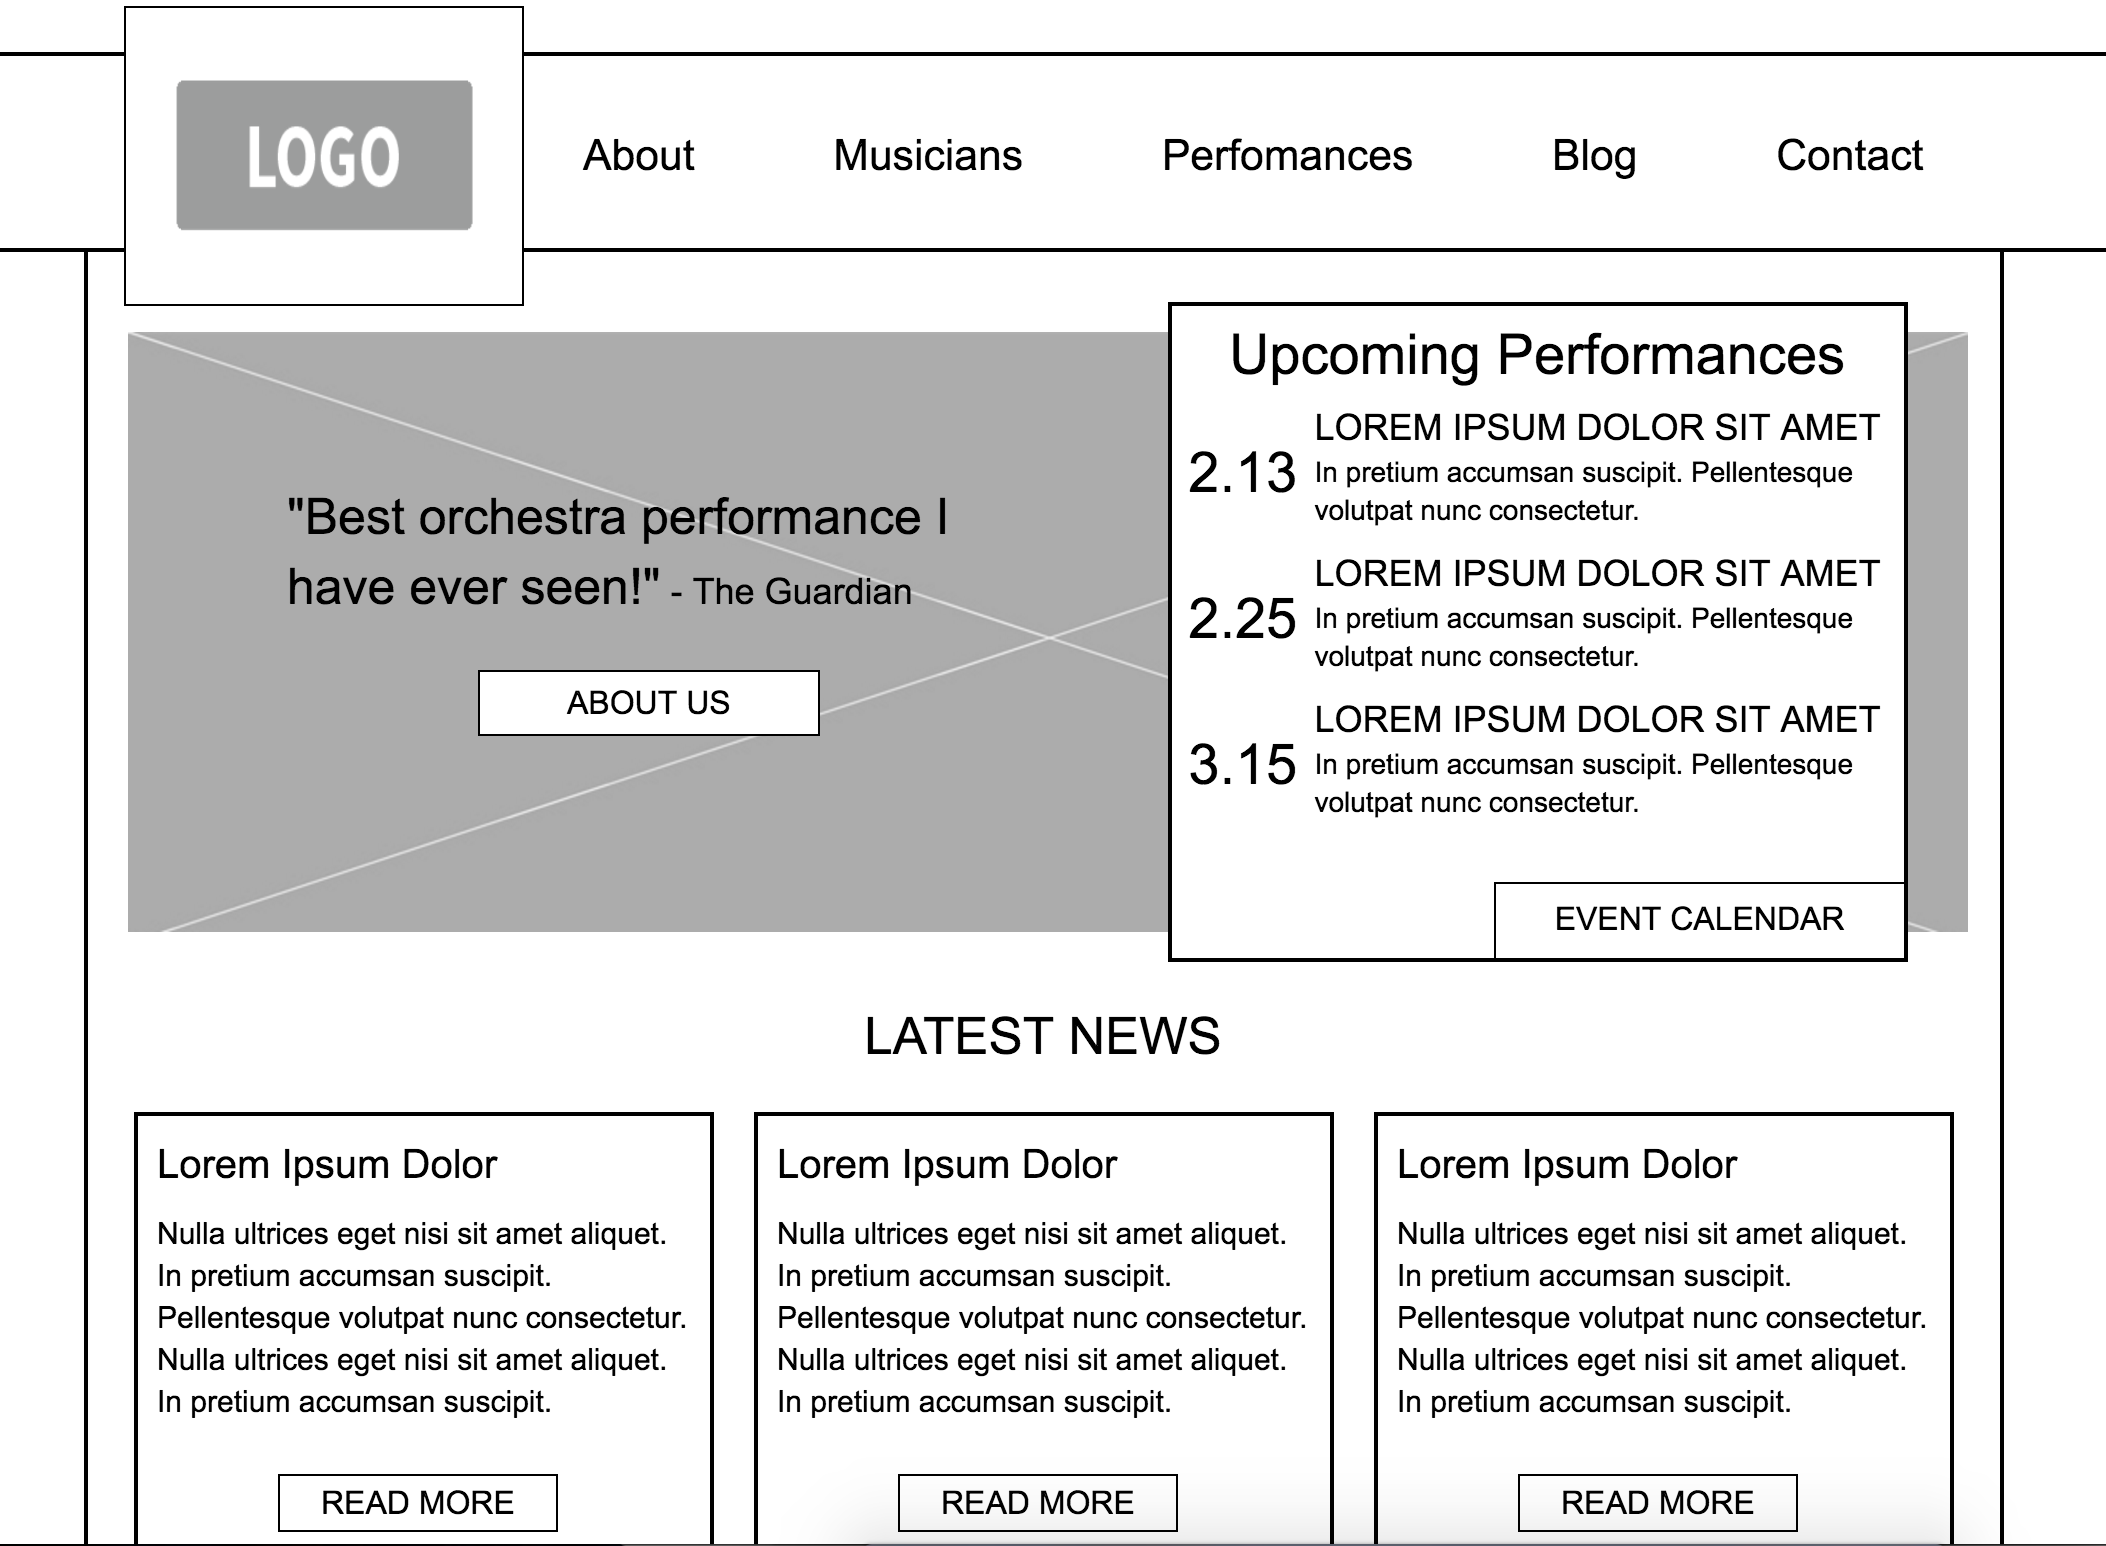 LOGO
About
Musicians
Perfomances
Blog
Contact
"Best orchestra performance I
have ever seen!" - The Guardian
ABOUT US
Upcoming Performances
2.13
LOREM IPSUM DOLOR SIT AMET
In pretium accumsan suscipit. Pellentesque
volutpat nunc consectetur.
2.25
LOREM IPSUM DOLOR SIT AMET
In pretium accumsan suscipit. Pellentesque
volutpat nunc consectetur.
3.15
LOREM IPSUM DOLOR SIT AMET
In pretium accumsan suscipit. Pellentesque
volutpat nunc consectetur.
EVENT CALENDAR
LATEST NEWS
Lorem Ipsum Dolor
Nulla ultrices eget nisi sit amet aliquet.
In pretium accumsan suscipit.
Pellentesque volutpat nunc consectetur.
Nulla ultrices eget nisi sit amet aliquet.
In pretium accumsan suscipit.
READ MORE
Lorem Ipsum Dolor
Nulla ultrices eget nisi sit amet aliquet.
In pretium accumsan suscipit.
Pellentesque volutpat nunc consectetur.
Nulla ultrices eget nisi sit amet aliquet.
In pretium accumsan suscipit.
READ MORE
Lorem Ipsum Dolor
Nulla ultrices eget nisi sit amet aliquet.
In pretium accumsan suscipit.
Pellentesque volutpat nunc consectetur.
Nulla ultrices eget nisi sit amet aliquet.
In pretium accumsan suscipit.
READ MORE